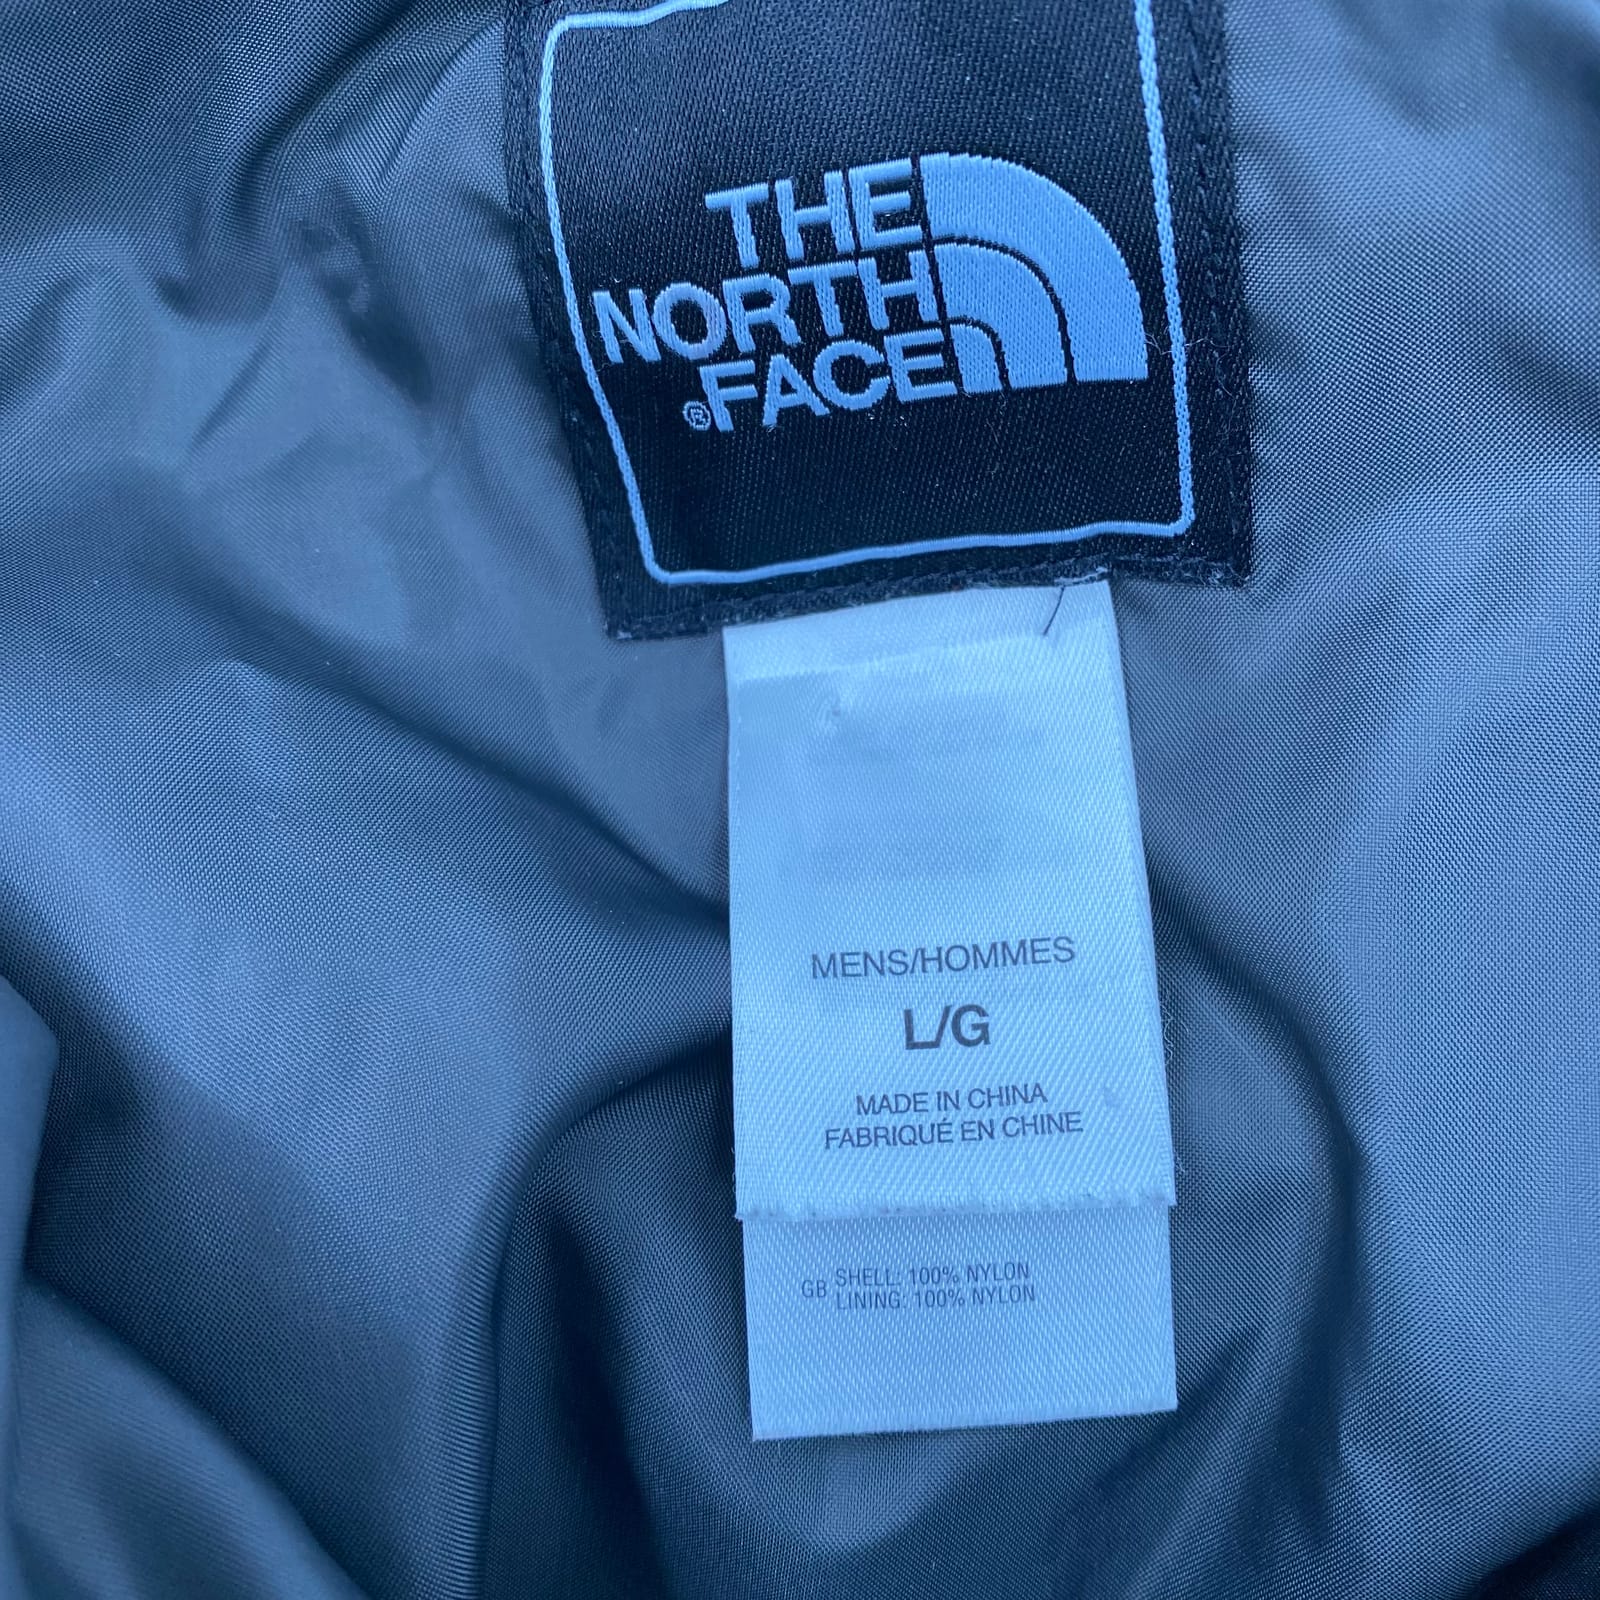 THE
NORTH
®FACE
MENS/HOMMES
L/G
MADE IN CHINA
FABRIQUÉ EN CHINE
GB SHELL: 100% NYLON
LINING: 100% NYLON